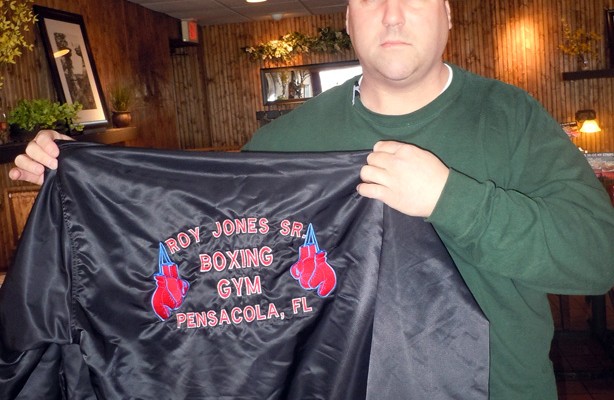 ROY JONES SR.
BOXING
GYM
PENSACOLA, FL